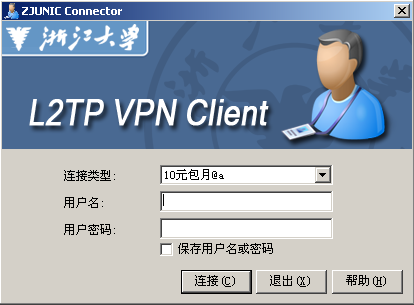 ZJUNIC Connector
浙江大学
L2TP VPN Client
连接类型: 10元包月@a
用户名:
用户密码:
保存用户名或密码
连接(C) 退出(X) 帮助(H)